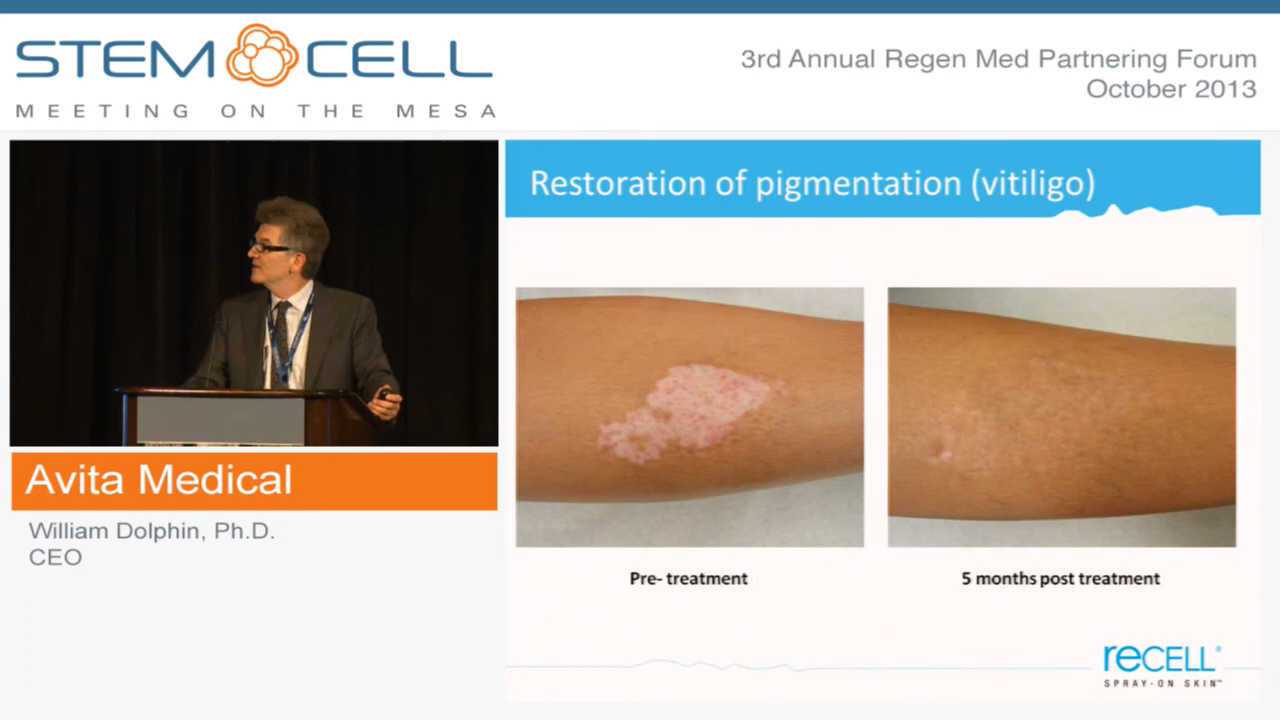 STEM CELL
MEETING ON THE MESA
3rd Annual Regen Med Partnering Forum
October 2013
Restoration of pigmentation (vitiligo)
Avita Medical
William Dolphin, Ph.D.
CEO
Pre- treatment
5 months post treatment
reCELL®
SPRAY-ON SKIN™